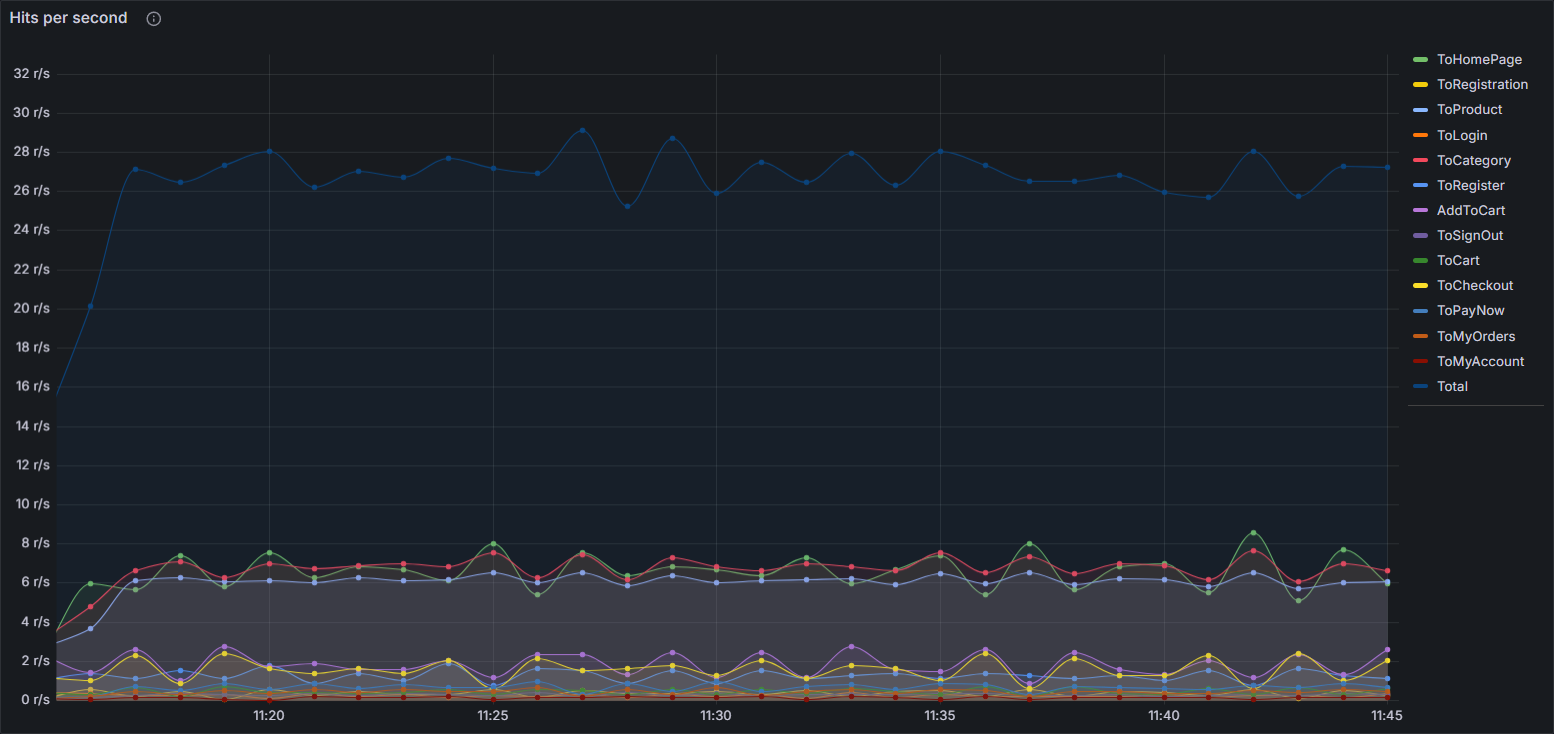 Hits per second
32 r/s
30 r/s
28 r/s
26 r/s
24 r/s
22 r/s
20 r/s
18 r/s
16 r/s
14 r/s
12 r/s
10 r/s
8 r/s
6 r/s
4 r/s
2 r/s
0 r/s
11:20 11:25 11:30 11:35 11:40 11:45
ToHomePage
ToRegistration
ToProduct
ToLogin
ToCategory
ToRegister
AddToCart
ToSignOut
ToCart
ToCheckout
ToPayNow
ToMyOrders
ToMyAccount
Total